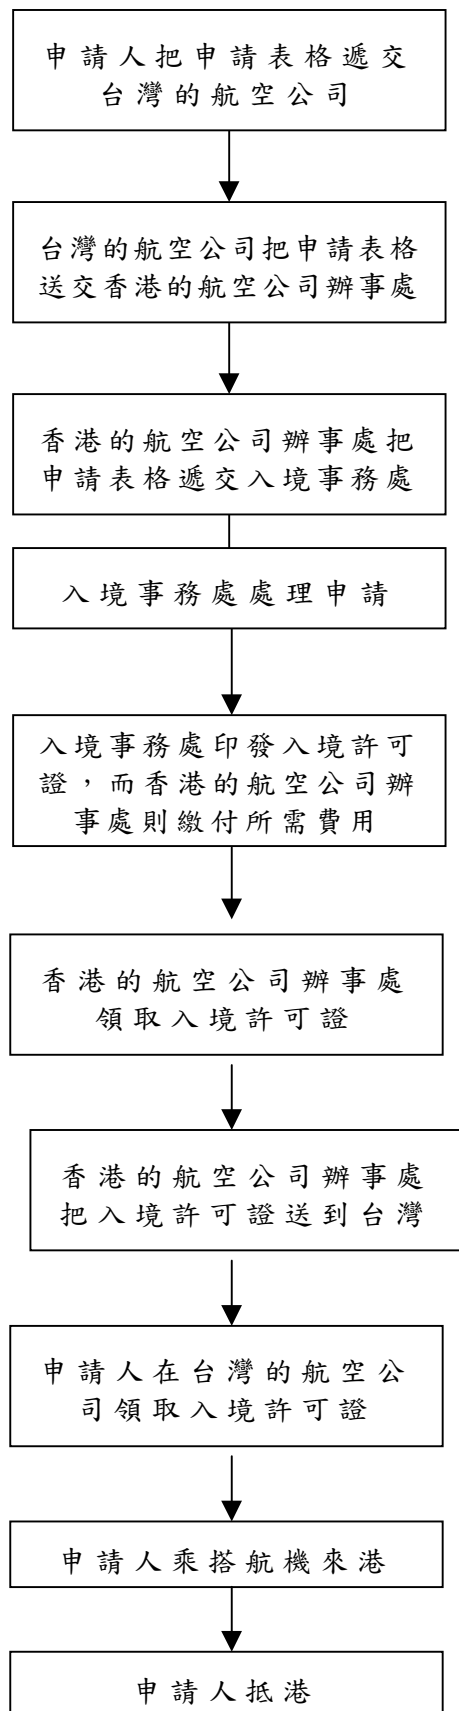 申請人把申請表格遞交
台灣的航空公司
台灣的航空公司把申請表格
送交香港的航空公司辦事處
香港的航空公司辦事處把
申請表格遞交入境事務處
入境事務處處理申請
入境事務處印發入境許可
證，而香港的航空公司辦
事處則繳付所需費用
香港的航空公司辦事處
領取入境許可證
香港的航空公司辦事處
把入境許可證送到台灣
申請人在台灣的航空公
司領取入境許可證
申請人乘搭航機來港
申請人抵港